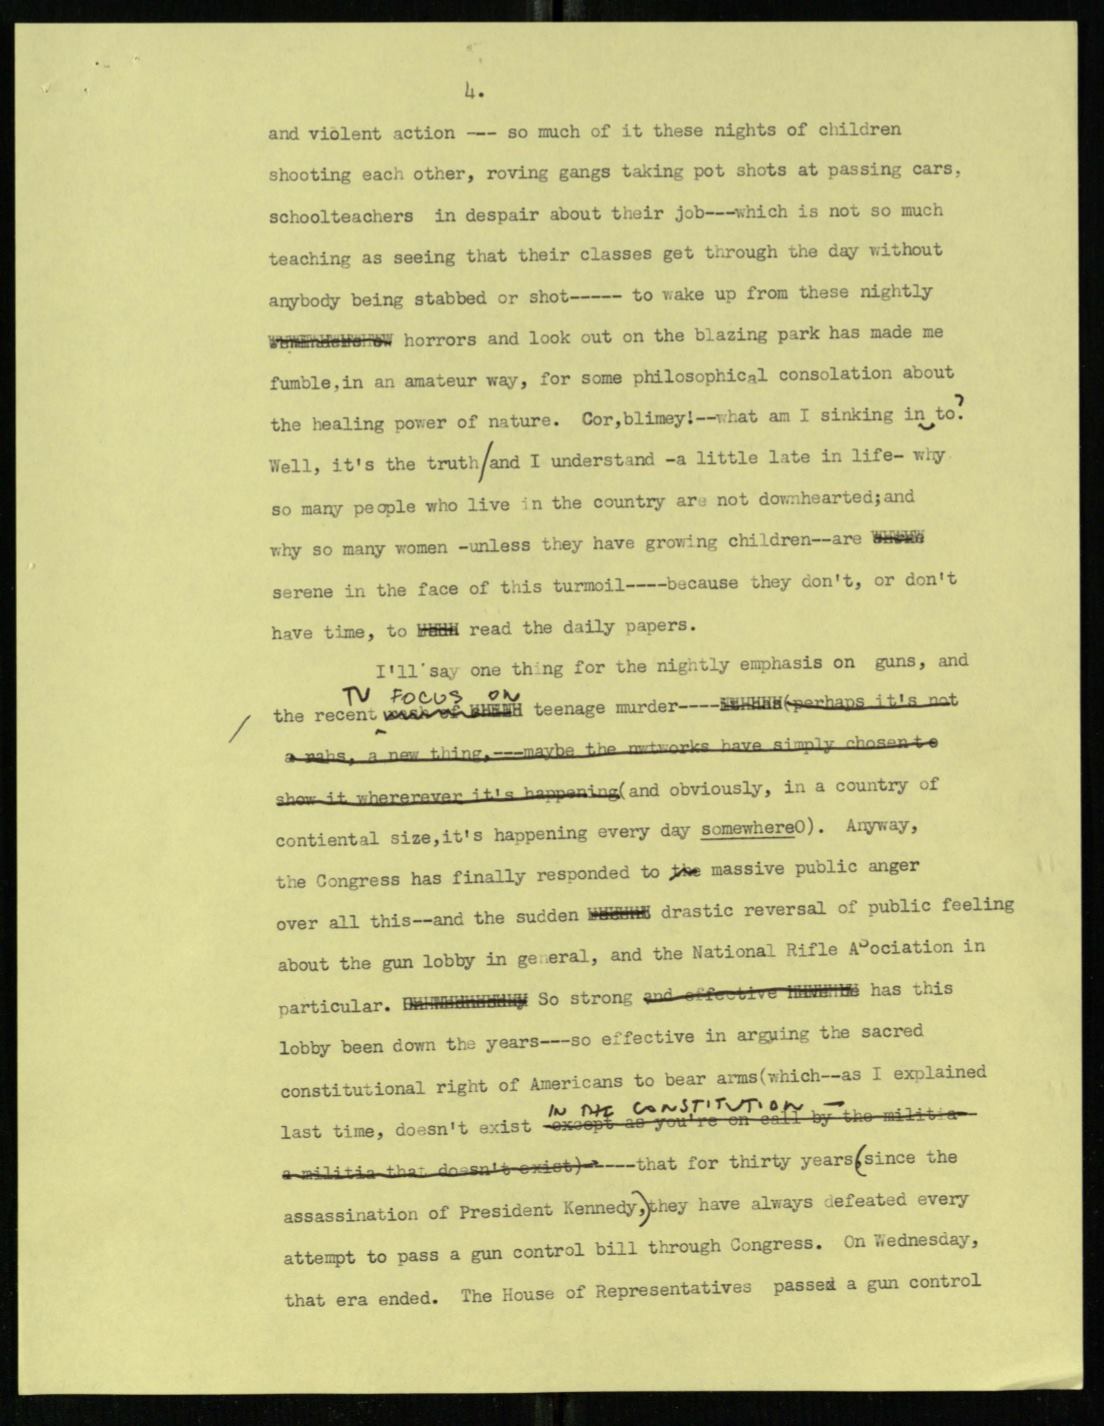 4.
and violent action --- so much of it these nights of children
shooting each other, roving gangs taking pot shots at passing cars,
schoolteachers in despair about their job---which is not so much
teaching as seeing that their classes get through the day without
anybody being stabbed or shot----- to wake up from these nightly
horrors and look out on the blazing park has made me
fumble,in an amateur way, for some philosophical consolation about
the healing power of nature. Cor,blimey!--what am I sinking in to?
Well, it's the truth/and I understand -a little late in life- why
so many people who live in the country are not downhearted;and
why so many women -unless they have growing children--are
serene in the face of this turmoil----because they don't, or don't
have time, to read the daily papers.
I'll say one thing for the nightly emphasis on guns, and
TV FOCUS ON
the recent teenage murder----(perhaps it's not
a rahs, a new thing,---maybe the nwtworks have simply chosen to
show it whererever it's happening(and obviously, in a country of
contiental size,it's happening every day somewhere0). Anyway,
the Congress has finally responded to the massive public anger
over all this--and the sudden drastic reversal of public feeling
about the gun lobby in general, and the National Rifle Asociation in
particular. So strong and effective has this
lobby been down the years---so effective in arguing the sacred
constitutional right of Americans to bear arms(which--as I explained
IN THE CONSTITUTION —
last time, doesn't exist except as you're on call by the militia-
a militia that doesn't exist)-----that for thirty years(since the
assassination of President Kennedy,)they have always defeated every
attempt to pass a gun control bill through Congress. On Wednesday,
that era ended. The House of Representatives passed a gun control